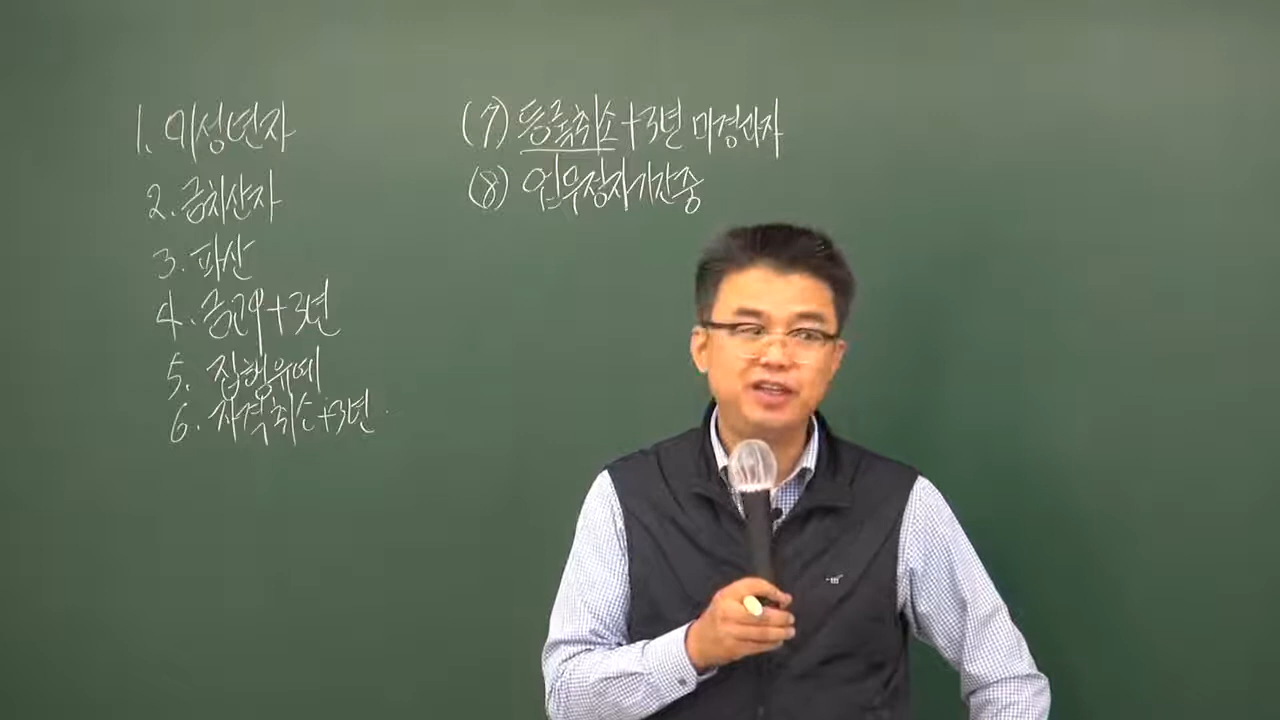 1. 미성년자
2. 금치산자
3. 파산
4. 금고 + 3년
5. 집행유예
6. 자격취소 + 3년
(7) 등록취소 + 3년 미경과자
(8) 업무정지기간중